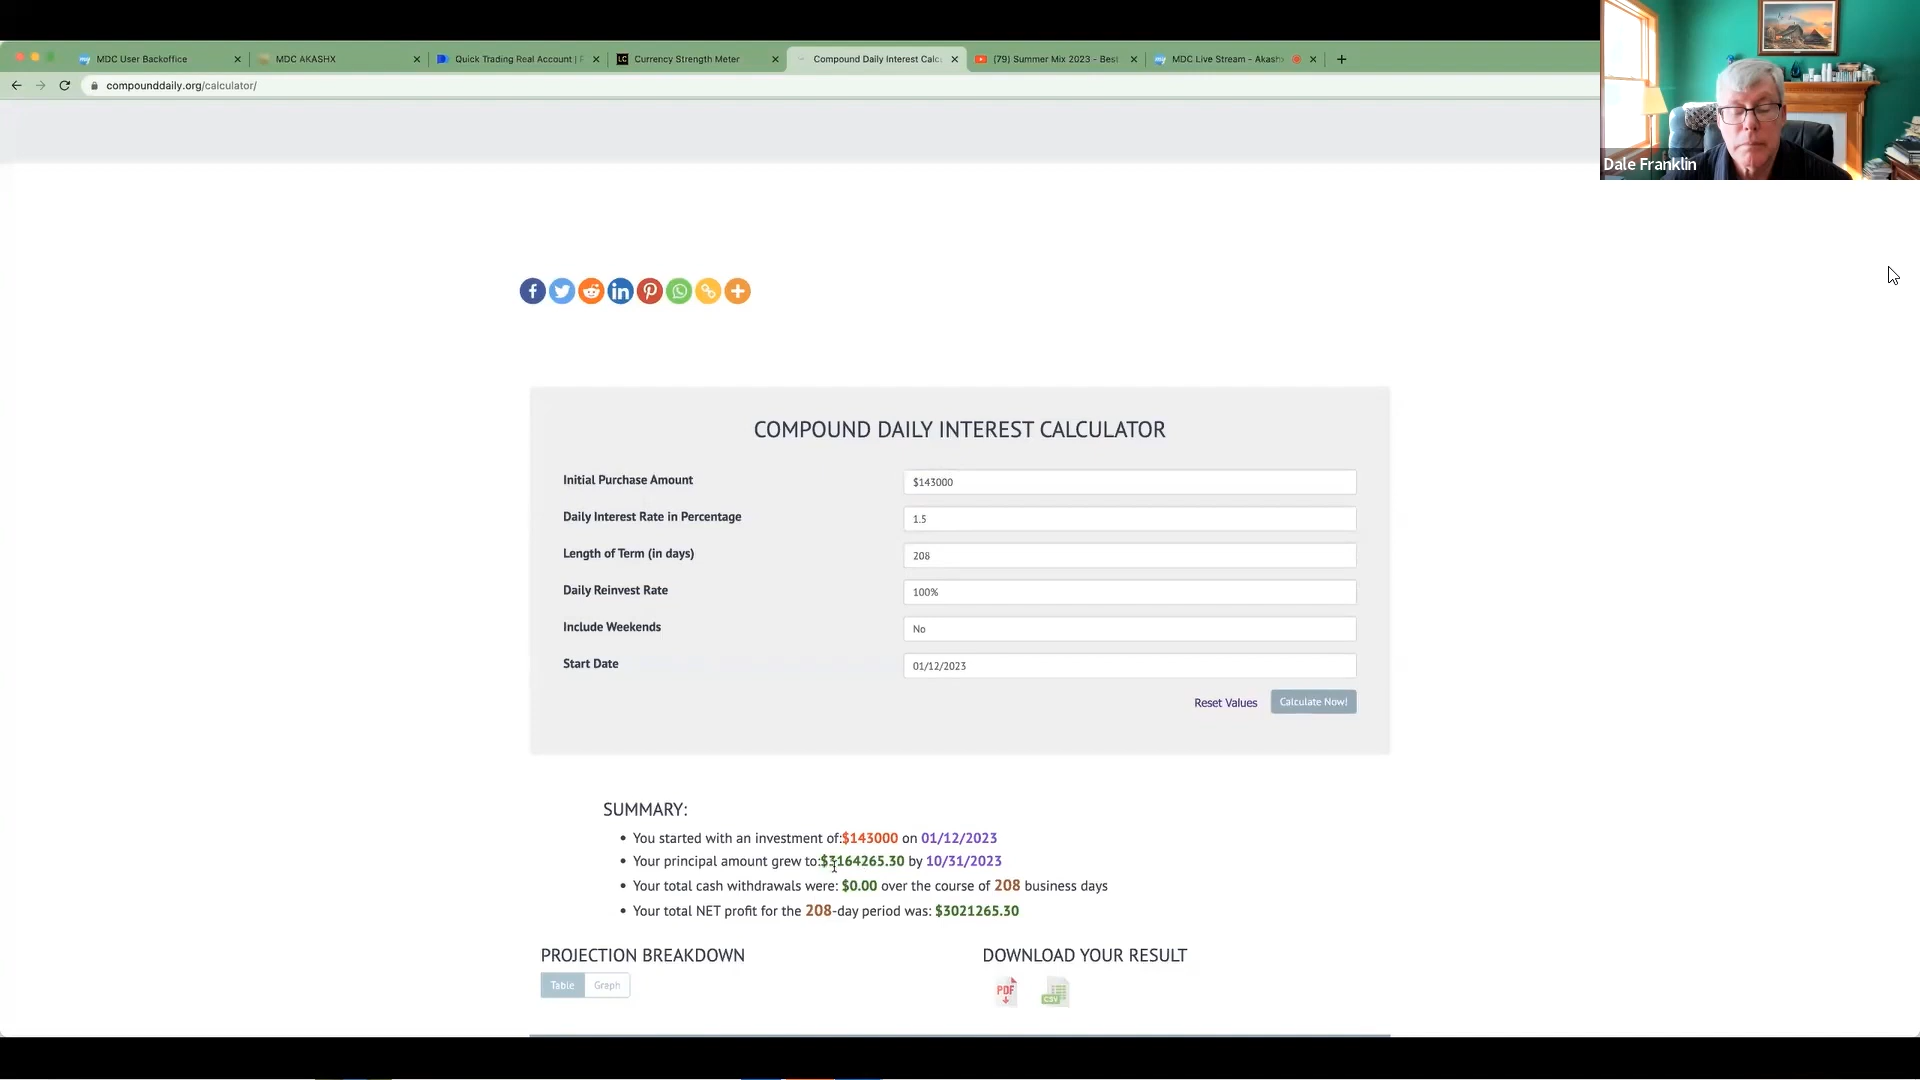 MDC User Backoffice
MDC AKASHX
Quick Trading Real Account |
Currency Strength Meter
Compound Daily Interest Calc
(79) Summer Mix 2023 - Best
MDC Live Stream - Akash
compounddaily.org/calculator/
Dale Franklin
COMPOUND DAILY INTEREST CALCULATOR
Initial Purchase Amount
$143000
Daily Interest Rate in Percentage
1.5
Length of Term (in days)
208
Daily Reinvest Rate
100%
Include Weekends
No
Start Date
01/12/2023
Reset Values
Calculate Now!
SUMMARY:
You started with an investment of:$143000 on 01/12/2023
Your principal amount grew to:$3164265.30 by 10/31/2023
Your total cash withdrawals were: $0.00 over the course of 208 business days
Your total NET profit for the 208-day period was: $3021265.30
PROJECTION BREAKDOWN
DOWNLOAD YOUR RESULT
Table
Graph
PDF
CSV